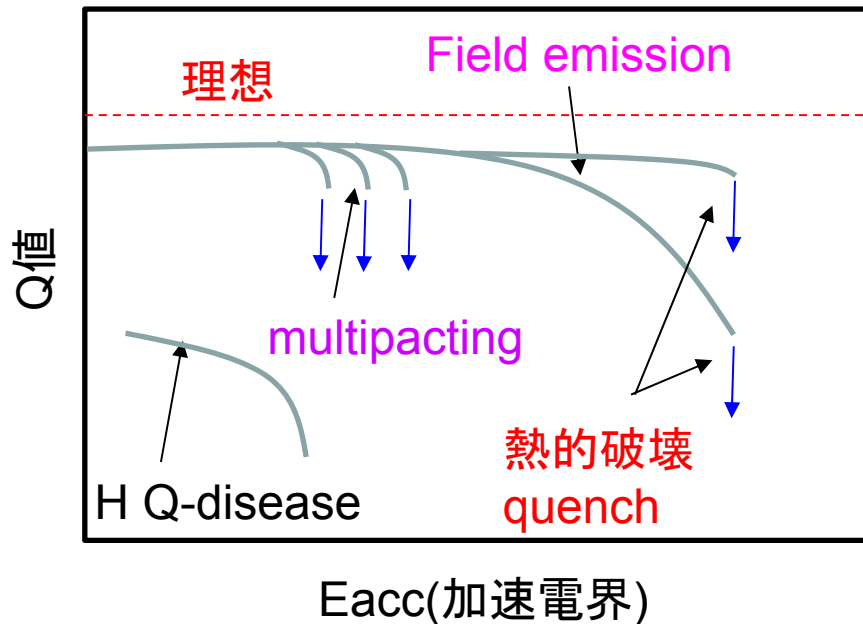 Field emission
理想
Q値
multipacting
熱的破壊
quench
H Q-disease
Eacc(加速電界)